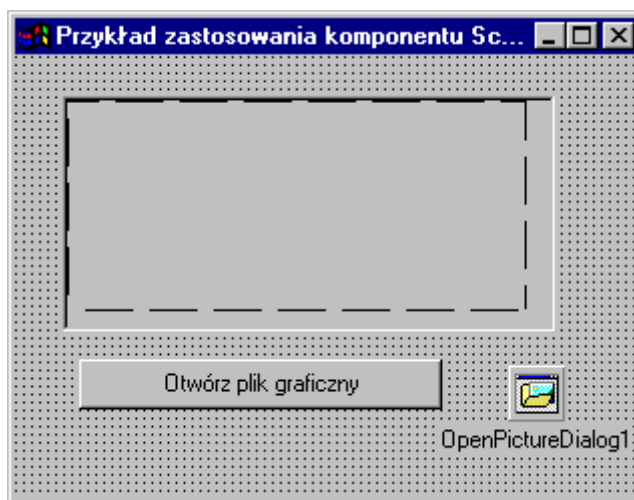 Przykład zastosowania komponentu Sc...
Otwórz plik graficzny
OpenPictureDialog1